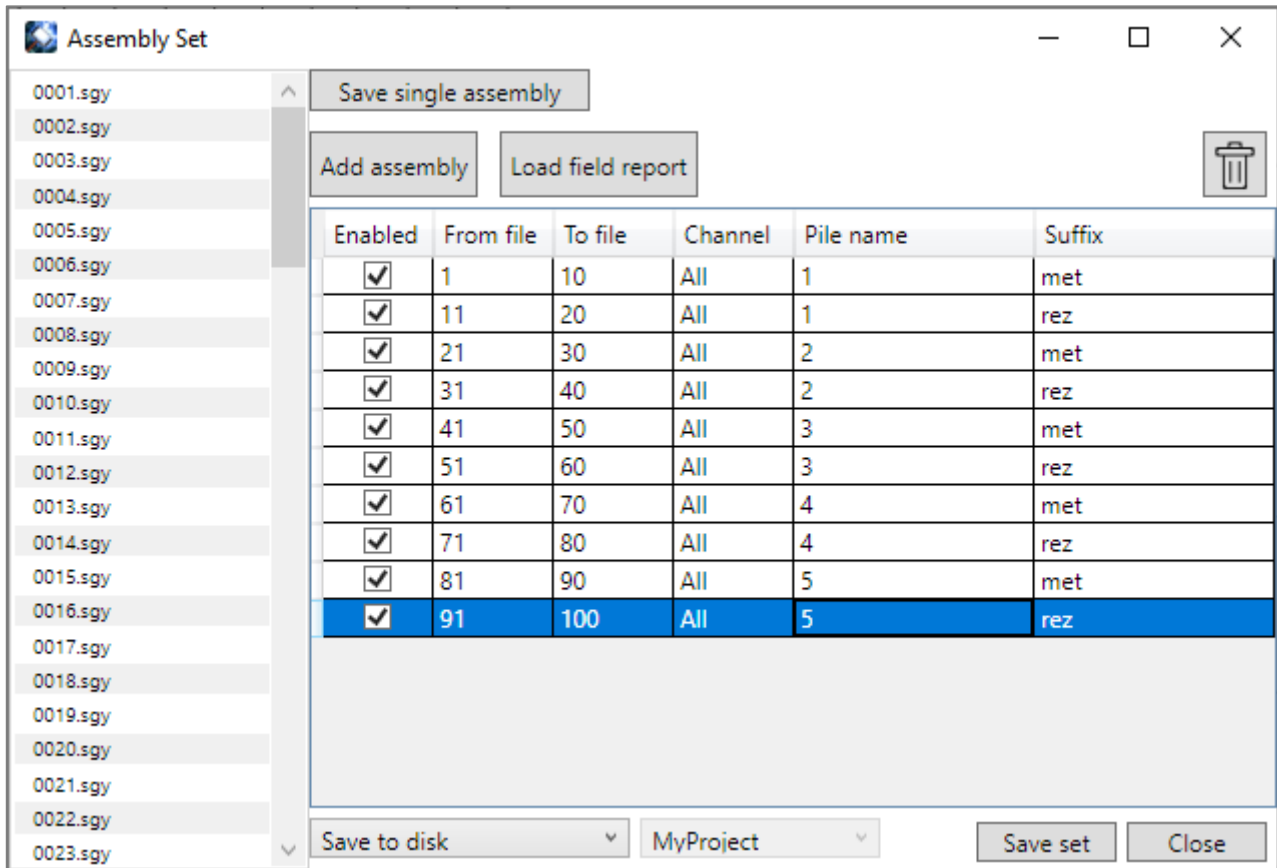 Assembly Set
0001.sgy
0002.sgy
0003.sgy
0004.sgy
0005.sgy
0006.sgy
0007.sgy
0008.sgy
0009.sgy
0010.sgy
0011.sgy
0012.sgy
0013.sgy
0014.sgy
0015.sgy
0016.sgy
0017.sgy
0018.sgy
0019.sgy
0020.sgy
0021.sgy
0022.sgy
0023.sgy
Save single assembly
Add assembly Load field report
Enabled From file To file Channel Pile name Suffix
1 10 All 1 met
11 20 All 1 rez
21 30 All 2 met
31 40 All 2 rez
41 50 All 3 met
51 60 All 3 rez
61 70 All 4 met
71 80 All 4 rez
81 90 All 5 met
91 100 All 5 rez
Save to disk MyProject Save set Close